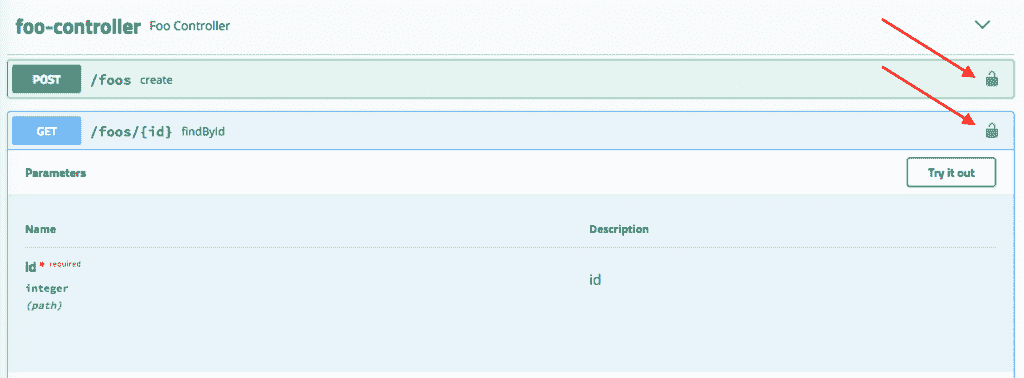 foo-controller Foo Controller
POST /foos create
GET /foos/{id} findById
Parameters Try it out
Name Description
id * required
integer
(path)
id